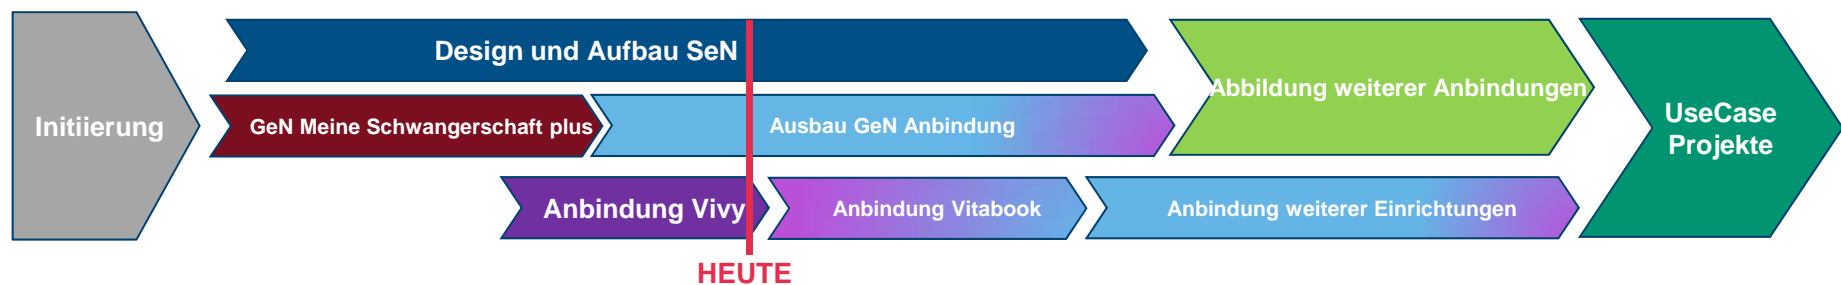 Initiierung
Design und Aufbau SeN
GeN Meine Schwangerschaft plus
Ausbau GeN Anbindung
Anbindung Vivy
Anbindung Vitabook
Anbindung weiterer Einrichtungen
Abbildung weiterer Anbindungen
UseCase
Projekte
HEUTE